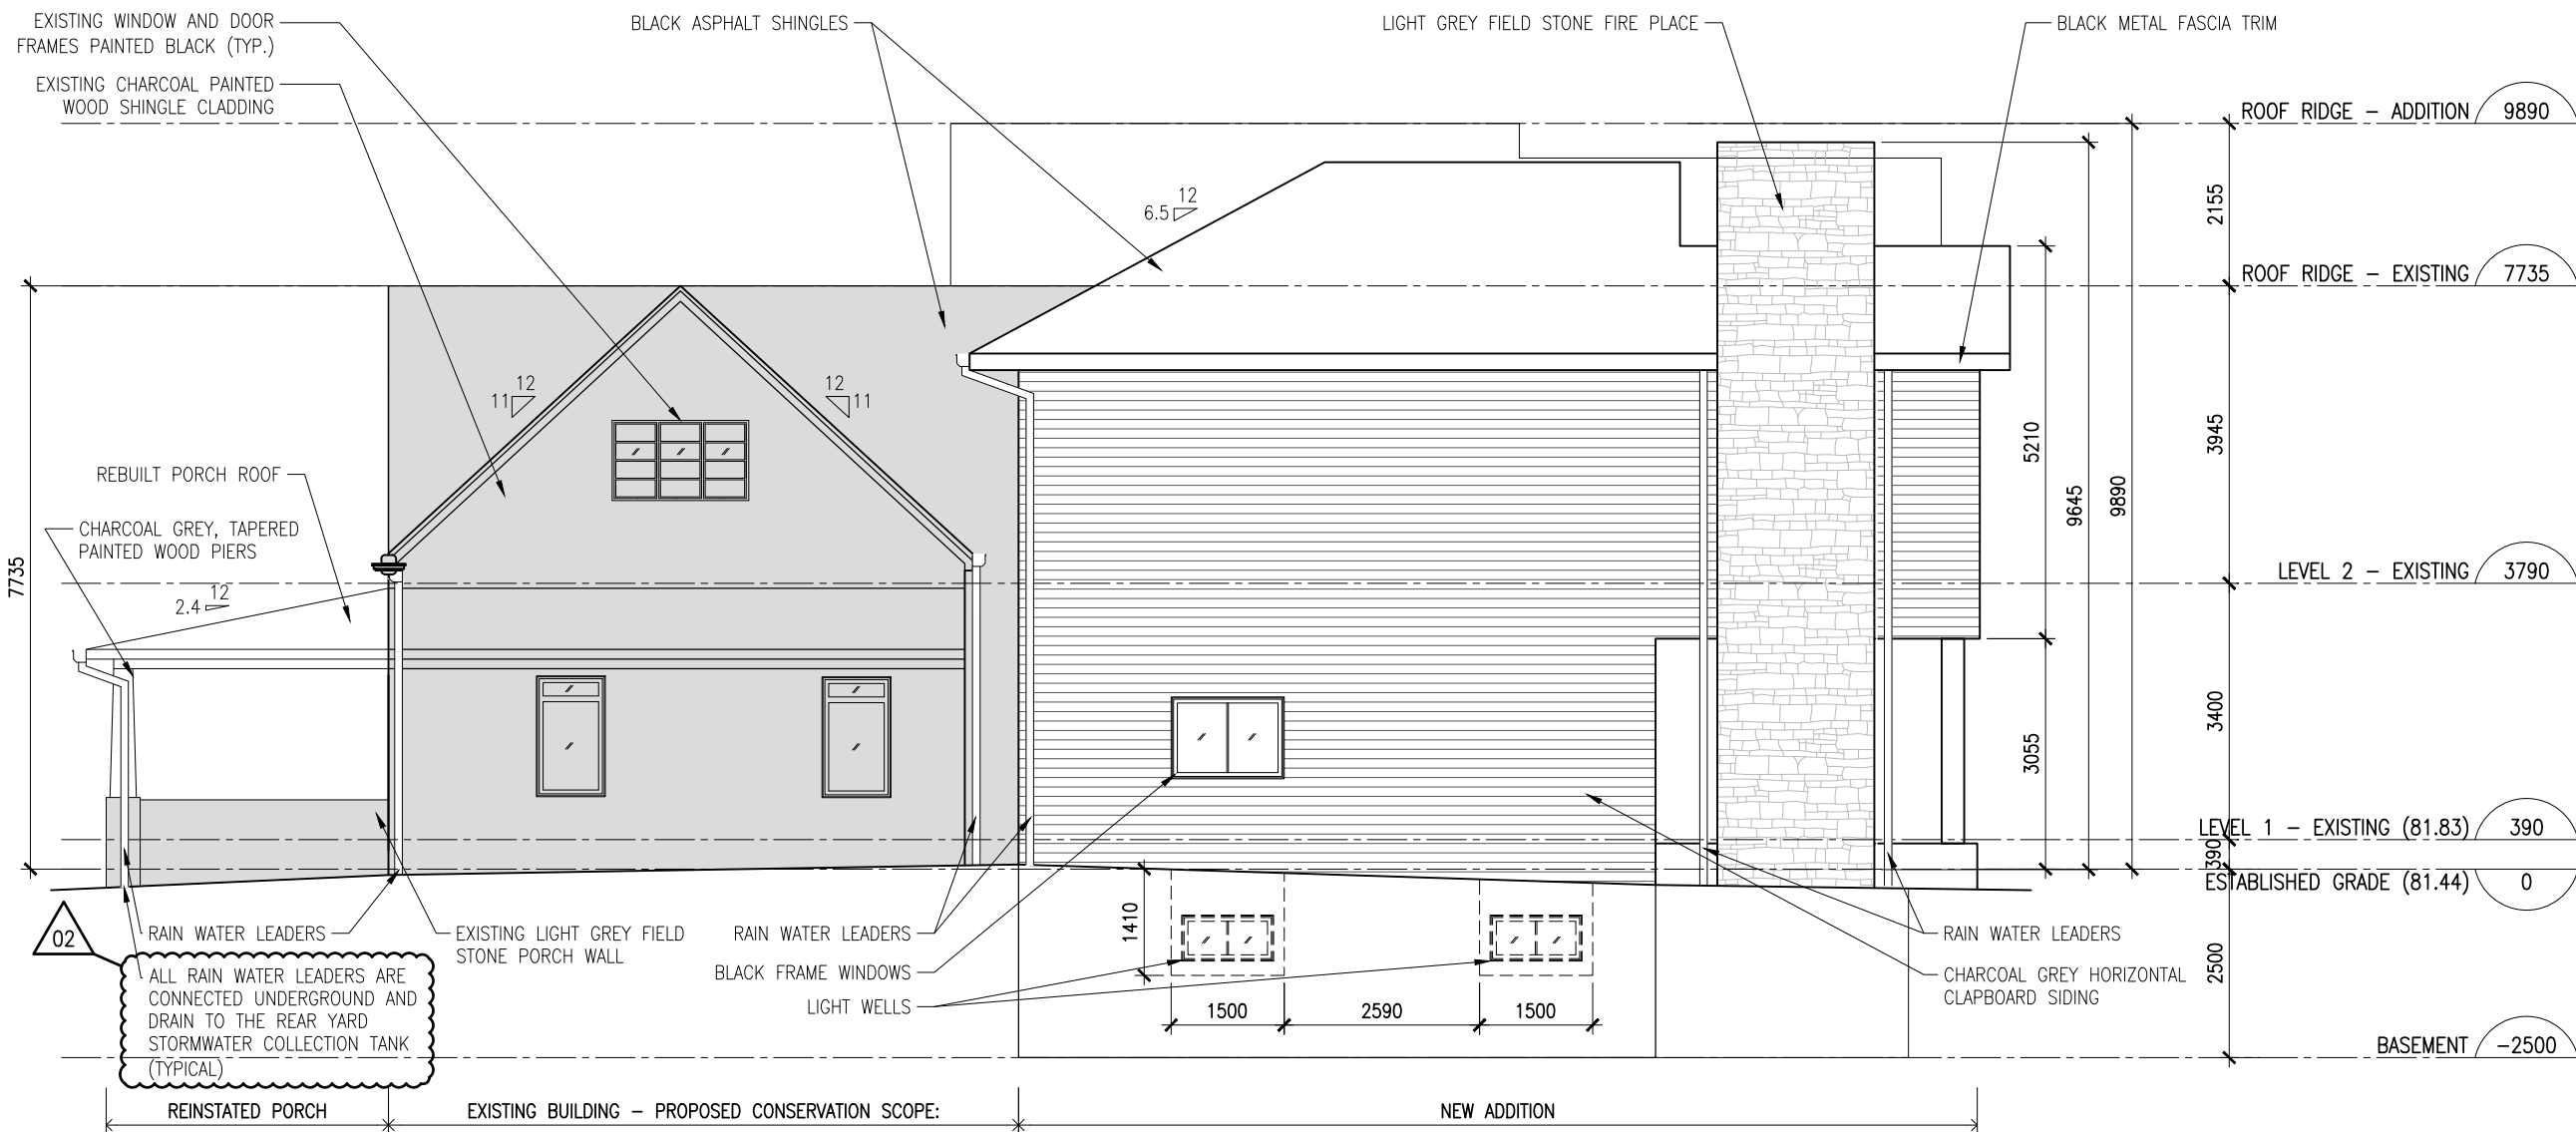 EXISTING WINDOW AND DOOR
FRAMES PAINTED BLACK (TYP.)
BLACK ASPHALT SHINGLES
LIGHT GREY FIELD STONE FIRE PLACE
BLACK METAL FASCIA TRIM
EXISTING CHARCOAL PAINTED
WOOD SHINGLE CLADDING
ROOF RIDGE – ADDITION 9890
12
6.5
2155
ROOF RIDGE – EXISTING 7735
12
11
12
11
5210
3945
9645
9890
REBUILT PORCH ROOF
CHARCOAL GREY, TAPERED
PAINTED WOOD PIERS
7735
LEVEL 2 – EXISTING 3790
12
2.4
3400
3055
LEVEL 1 – EXISTING (81.83) 390
390
ESTABLISHED GRADE (81.44) 0
02
RAIN WATER LEADERS
EXISTING LIGHT GREY FIELD
STONE PORCH WALL
RAIN WATER LEADERS
BLACK FRAME WINDOWS
LIGHT WELLS
1410
RAIN WATER LEADERS
CHARCOAL GREY HORIZONTAL
CLAPBOARD SIDING
2500
ALL RAIN WATER LEADERS ARE
CONNECTED UNDERGROUND AND
DRAIN TO THE REAR YARD
STORMWATER COLLECTION TANK
(TYPICAL)
1500
2590
1500
BASEMENT –2500
REINSTATED PORCH
EXISTING BUILDING – PROPOSED CONSERVATION SCOPE:
NEW ADDITION